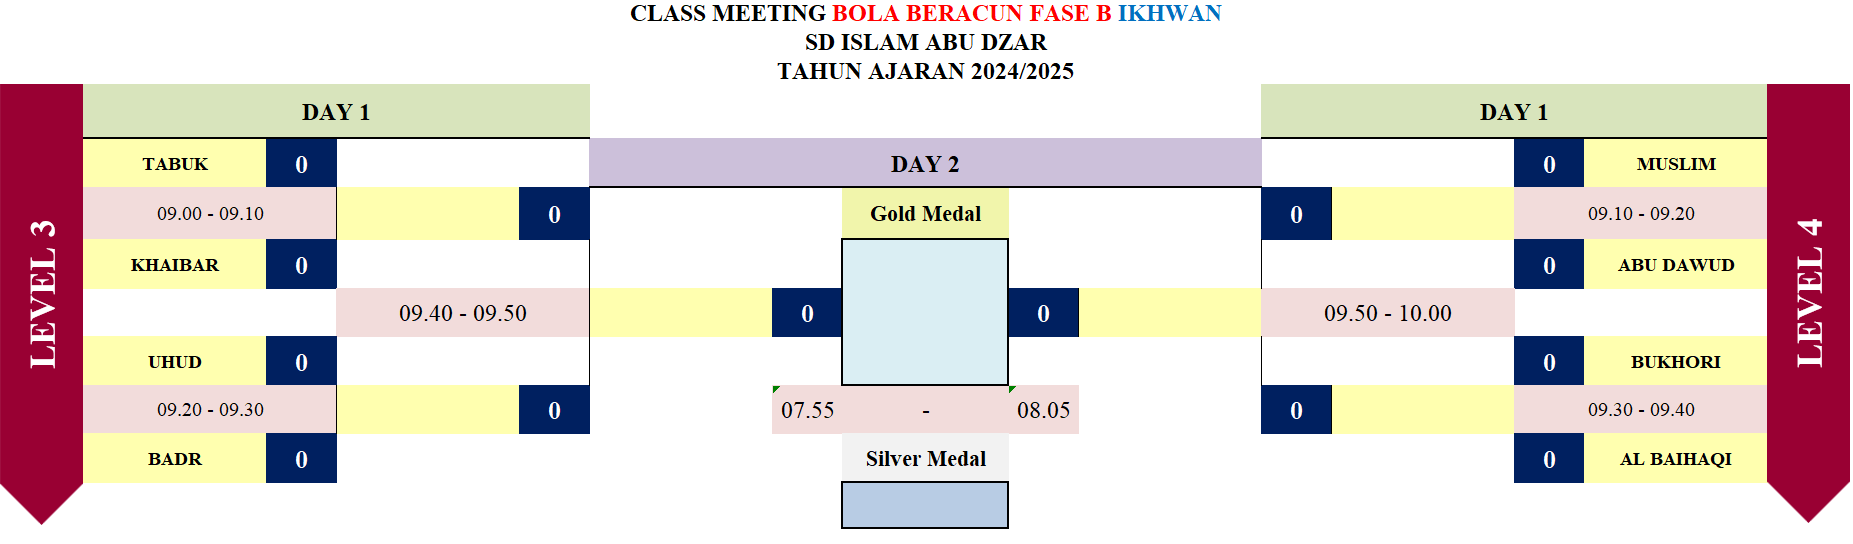 CLASS MEETING BOLA BERACUN FASE B IKHWAN
SD ISLAM ABU DZAR
TAHUN AJARAN 2024/2025
LEVEL 3
DAY 1
TABUK 0
09.00 - 09.10
0
KHAIBAR 0
09.40 - 09.50
UHUD 0
09.20 - 09.30
0
BADR 0
DAY 2
Gold Medal
0
0
07.55 - 08.05
Silver Medal
DAY 1
0 MUSLIM
0
09.10 - 09.20
0 ABU DAWUD
09.50 - 10.00
0 BUKHORI
0
09.30 - 09.40
0 AL BAIHAQI
LEVEL 4